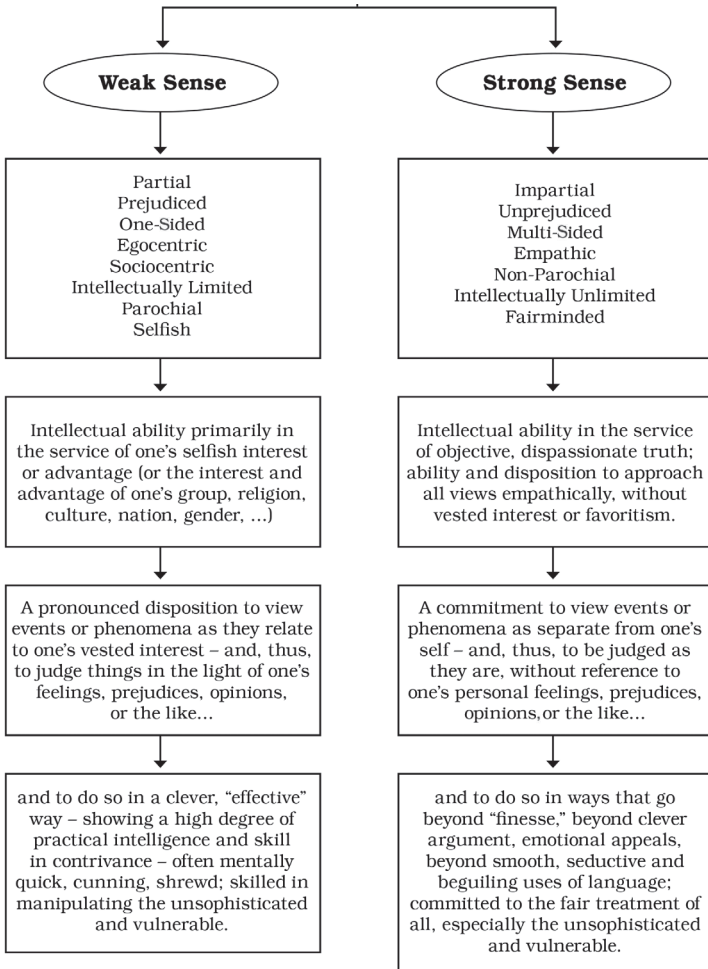 Weak Sense
Partial
Prejudiced
One-Sided
Egocentric
Sociocentric
Intellectually Limited
Parochial
Selfish
Intellectual ability primarily in
the service of one’s selfish interest
or advantage (or the interest and
advantage of one’s group, religion,
culture, nation, gender, …)
A pronounced disposition to view
events or phenomena as they relate
to one’s vested interest – and, thus,
to judge things in the light of one’s
feelings, prejudices, opinions,
or the like…
and to do so in a clever, “effective”
way – showing a high degree of
practical intelligence and skill
in contrivance – often mentally
quick, cunning, shrewd; skilled in
manipulating the unsophisticated
and vulnerable.
Strong Sense
Impartial
Unprejudiced
Multi-Sided
Empathic
Non-Parochial
Intellectually Unlimited
Fairminded
Intellectual ability in the service
of objective, dispassionate truth;
ability and disposition to approach
all views empathically, without
vested interest or favoritism.
A commitment to view events or
phenomena as separate from one’s
self – and, thus, to be judged as
they are, without reference to
one’s personal feelings, prejudices,
opinions,or the like…
and to do so in ways that go
beyond “finesse,” beyond clever
argument, emotional appeals,
beyond smooth, seductive and
beguiling uses of language;
committed to the fair treatment of
all, especially the unsophisticated
and vulnerable.